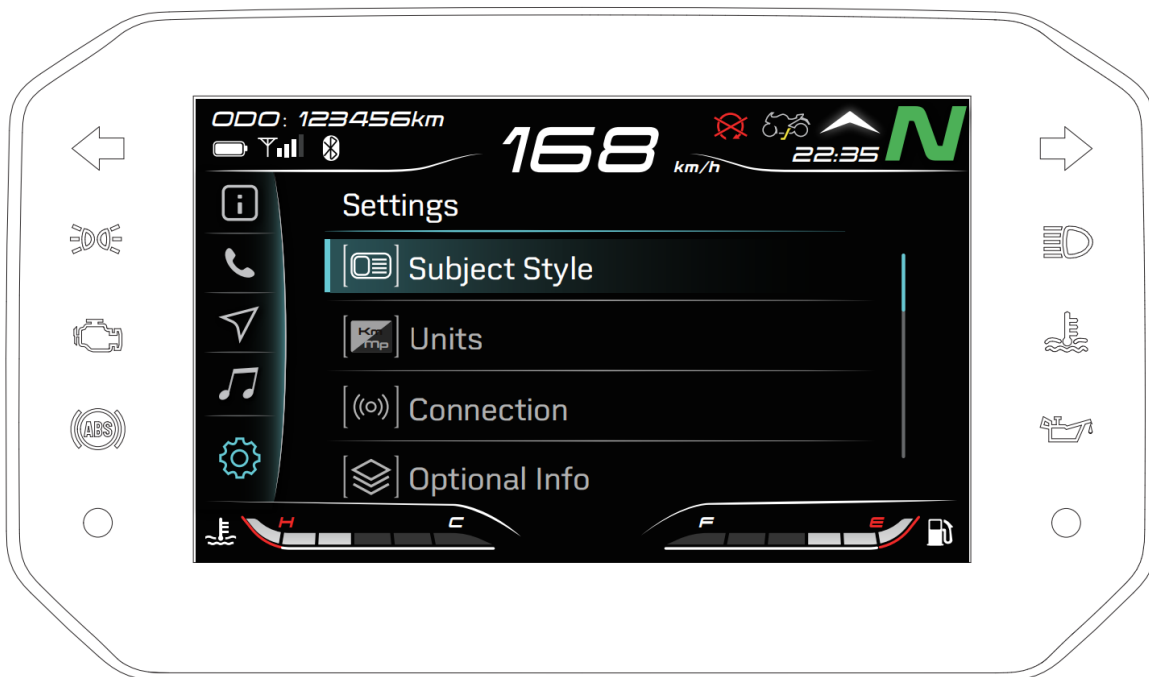 ODO: 123456km
168 km/h
22:35
N
Settings
Subject Style
Km
mp
Units
Connection
Optional Info
ABS
H C
F E